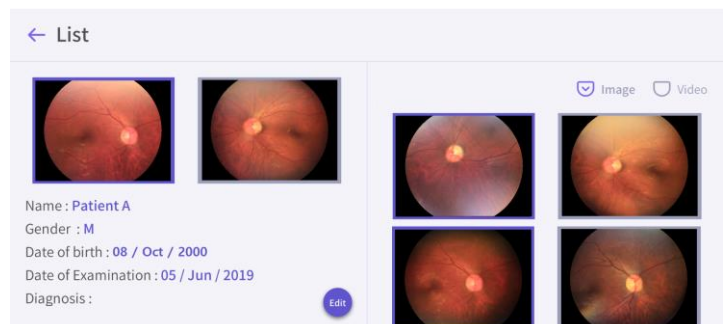 ← List
Image Video
Name : Patient A
Gender : M
Date of birth : 08 / Oct / 2000
Date of Examination : 05 / Jun / 2019
Diagnosis :
Edit